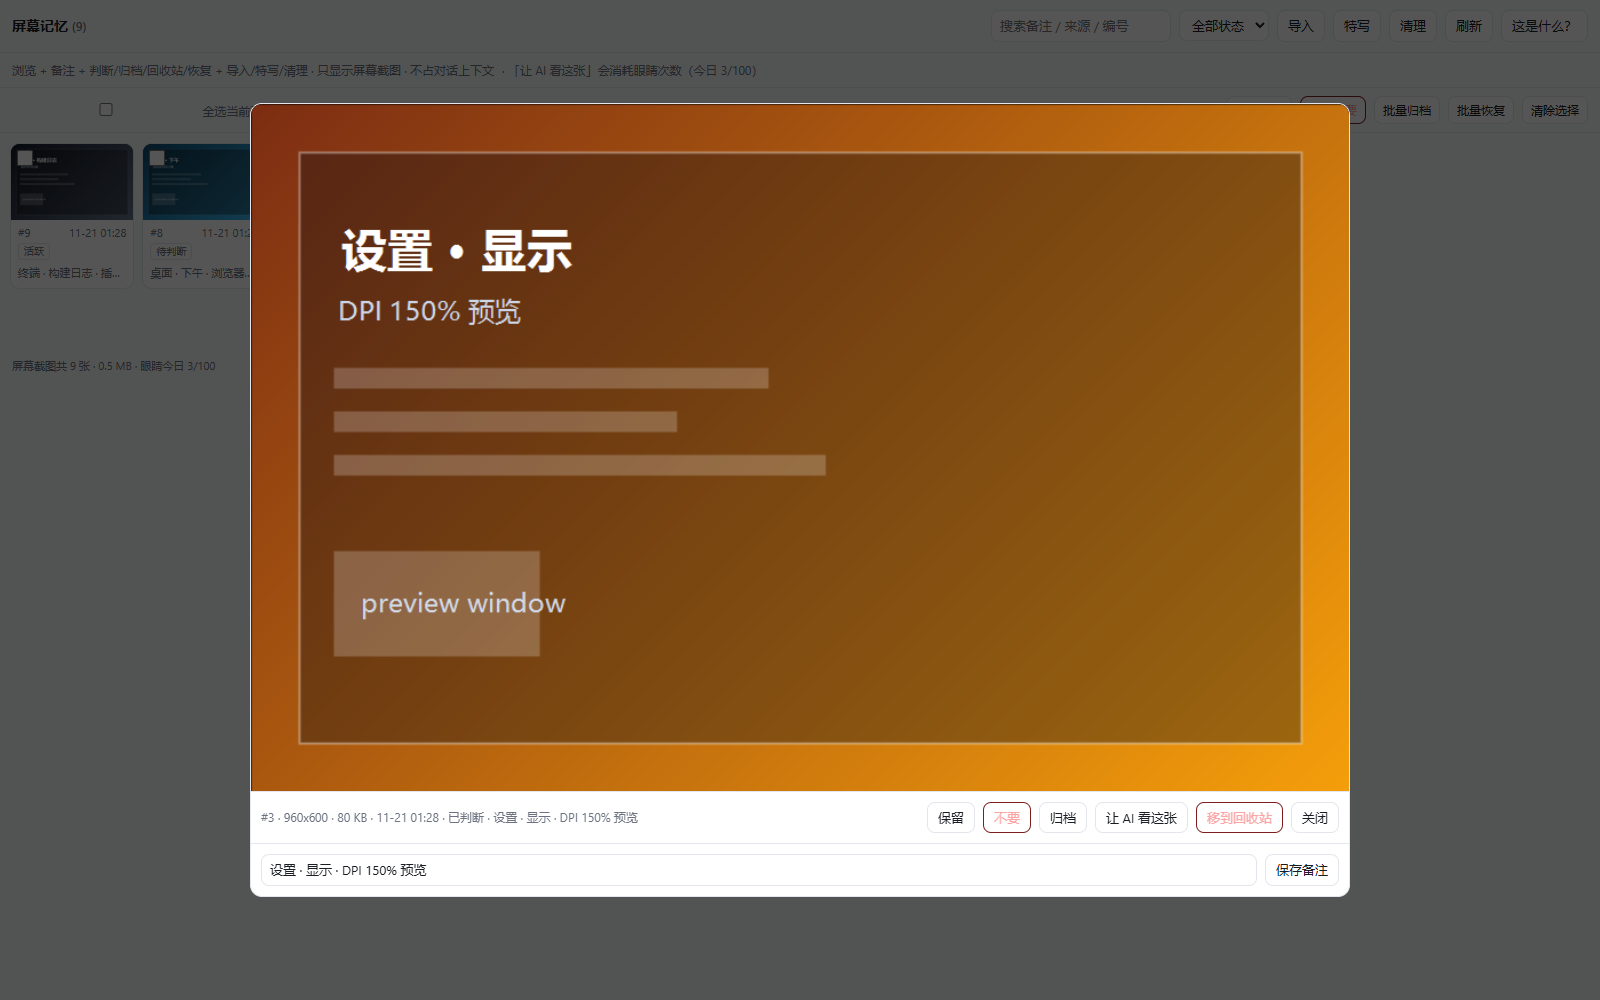 屏幕记忆 (9)
搜索备注 / 来源 / 编号
全部状态
导入
特写
清理
刷新
这是什么?
浏览 + 备注 + 判断/归档/回收站/恢复 + 导入/特写/清理 · 只显示屏幕截图 · 不占对话上下文 · 「让 AI 看这张」会消耗眼睛次数（今日 3/100）
全选当前
批量归档
批量恢复
清除选择
#9 11-21 01:28
活跃
终端 · 构建日志 · 插...
#8 11-21 01:2
待判断
桌面 · 下午 · 浏览器...
屏幕截图共 9 张 · 0.5 MB · 眼睛今日 3/100
设置 · 显示
DPI 150% 预览
preview window
#3 · 960x600 · 80 KB · 11-21 01:28 · 已判断 · 设置 · 显示 · DPI 150% 预览
保留
不要
归档
让 AI 看这张
移到回收站
关闭
设置 · 显示 · DPI 150% 预览
保存备注